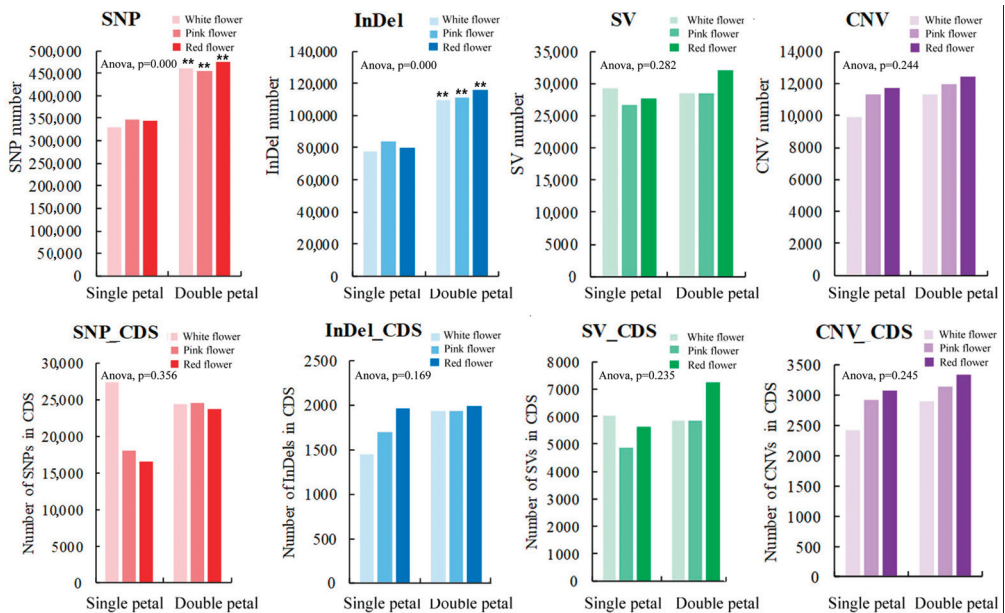 SNP
White flower
Pink flower
Red flower
Anova, p=0.000
SNP number
500,000
450,000
400,000
350,000
300,000
250,000
200,000
150,000
100,000
50,000
0
** ** **
Single petal Double petal
InDel
White flower
Pink flower
Red flower
Anova, p=0.000
InDel number
140,000
120,000
100,000
80,000
60,000
40,000
20,000
0
** ** **
Single petal Double petal
SV
White flower
Pink flower
Red flower
Anova, p=0.282
SV number
35,000
30,000
25,000
20,000
15,000
10,000
5000
0
Single petal Double petal
CNV
White flower
Pink flower
Red flower
Anova, p=0.244
CNV number
14,000
12,000
10,000
8000
6000
4000
2000
0
Single petal Double petal
SNP_CDS
White flower
Pink flower
Red flower
Anova, p=0.356
Number of SNPs in CDS
30,000
25,000
20,000
15,000
10,000
5000
0
Single petal Double petal
InDel_CDS
White flower
Pink flower
Red flower
Anova, p=0.169
Number of InDels in CDS
2500
2000
1500
1000
500
0
Single petal Double petal
SV_CDS
White flower
Pink flower
Red flower
Anova, p=0.235
Number of SVs in CDS
8000
7000
6000
5000
4000
3000
2000
1000
0
Single petal Double petal
CNV_CDS
White flower
Pink flower
Red flower
Anova, p=0.245
Number of CNVs in CDS
3500
3000
2500
2000
1500
1000
500
0
Single petal Double petal